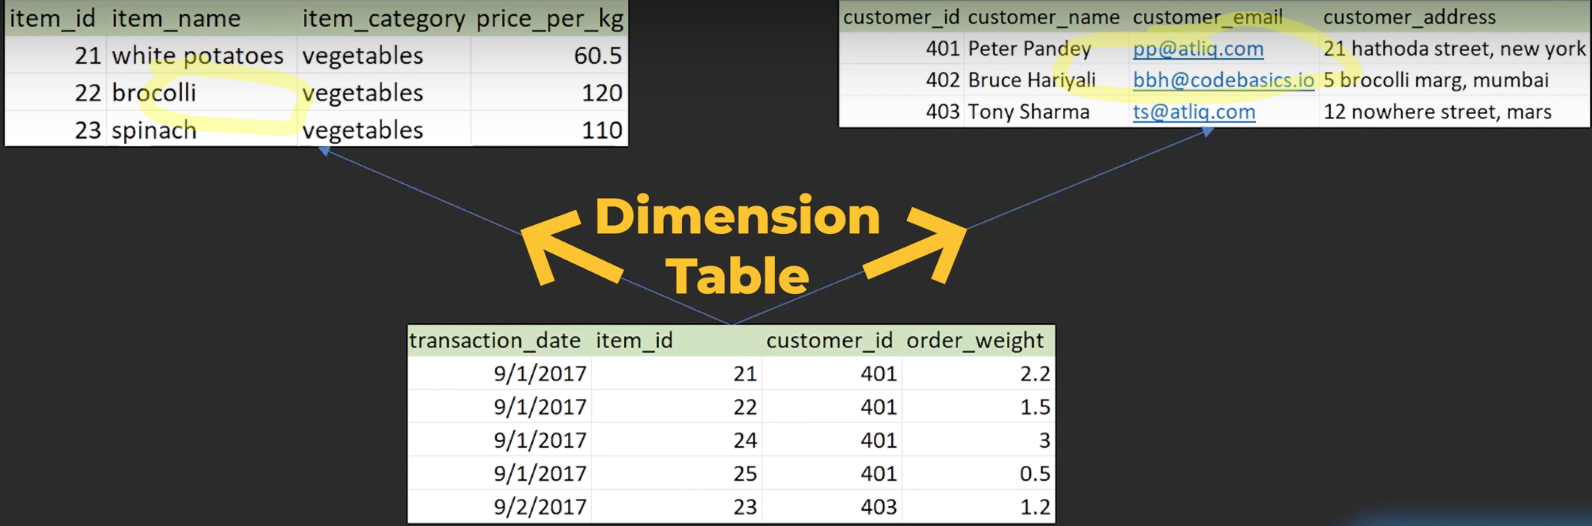 item_id item_name item_category price_per_kg
21 white potatoes vegetables 60.5
22 brocolli vegetables 120
23 spinach vegetables 110
customer_id customer_name customer_email customer_address
401 Peter Pandey pp@atliq.com 21 hathoda street, new york
402 Bruce Hariyali bbh@codebasics.io 5 brocolli marg, mumbai
403 Tony Sharma ts@atliq.com 12 nowhere street, mars
Dimension
Table
transaction_date item_id customer_id order_weight
9/1/2017 21 401 2.2
9/1/2017 22 401 1.5
9/1/2017 24 401 3
9/1/2017 25 401 0.5
9/2/2017 23 403 1.2